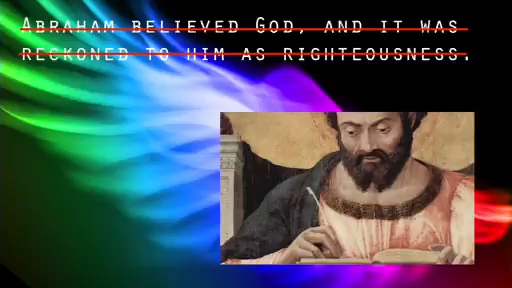 Abraham believed God, and it was
reckoned to him as righteousness.